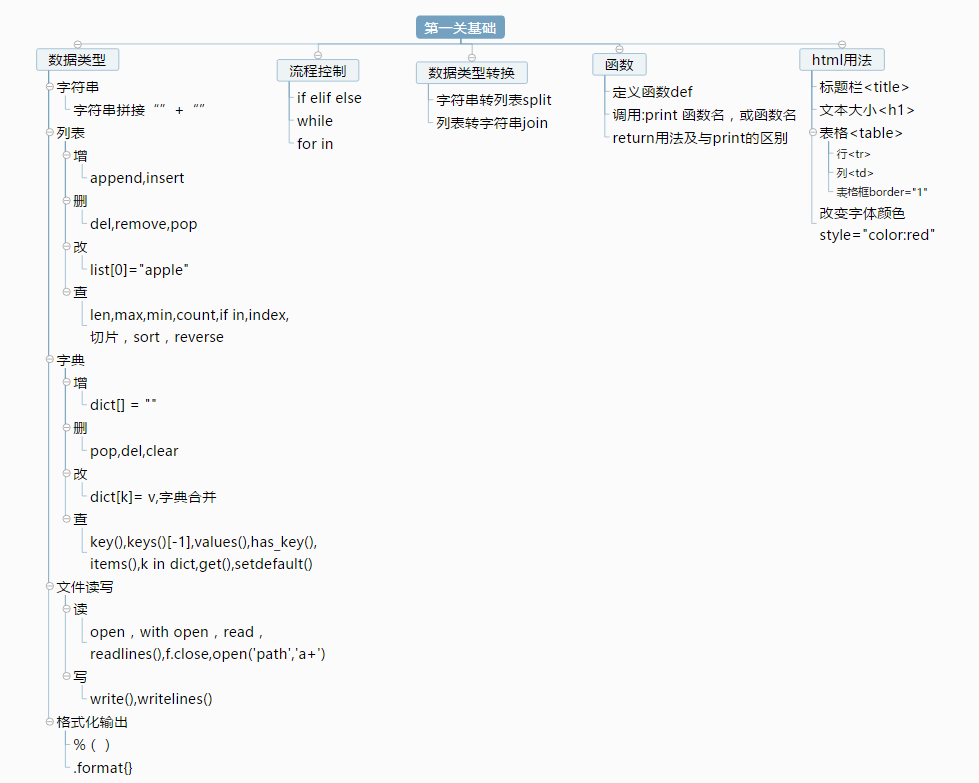 第一关基础
数据类型
字符串
字符串拼接 “” + “”
列表
增
append,insert
删
del,remove,pop
改
list[0]="apple"
查
len,max,min,count,if in,index,
切片，sort，reverse
字典
增
dict[] = ""
删
pop,del,clear
改
dict[k]= v,字典合并
查
key(),keys()[-1],values(),has_key(),
items(),k in dict,get(),setdefault()
文件读写
读
open，with open，read，
readlines(),f.close,open('path','a+')
写
write(),writelines()
格式化输出
%（ ）
.format{}
流程控制
if elif else
while
for in
数据类型转换
字符串转列表split
列表转字符串join
函数
定义函数def
调用:print 函数名，或函数名
return用法及与print的区别
html用法
标题栏<title>
文本大小<h1>
表格<table>
行<tr>
列<td>
表格框border="1"
改变字体颜色
style="color:red"